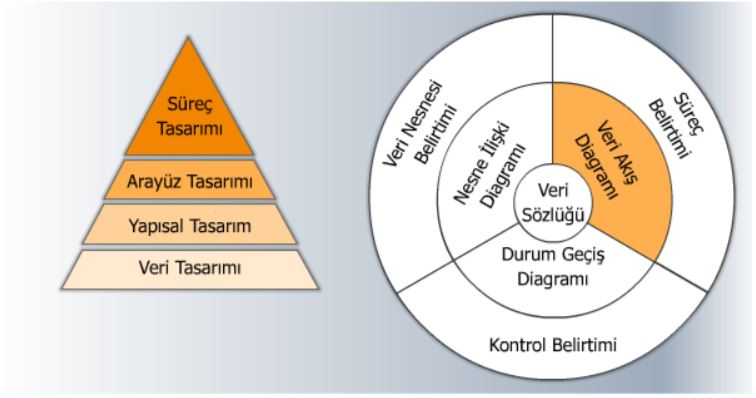 Süreç
Tasarımı
Arayüz Tasarımı
Yapısal Tasarım
Veri Tasarımı
Veri Nesnesi
Belirtimi
Nesne İlişki
Diagramı
Veri Akış
Diagramı
Süreç
Belirtimi
Veri
Sözlüğü
Durum Geçiş
Diagramı
Kontrol Belirtimi